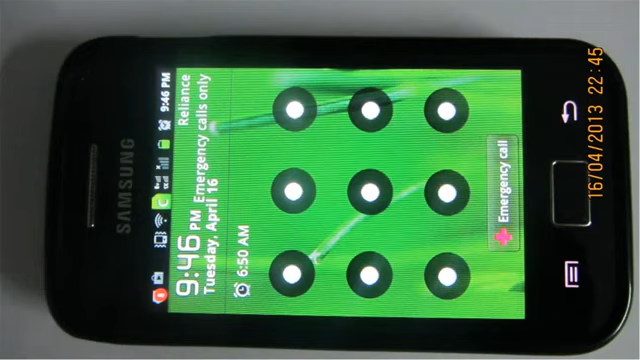 SAMSUNG
9:46 PM
9:46 PM
Reliance
Tuesday, April 16
Emergency calls only
6:50 AM
Emergency call
16/04/2013 22:45